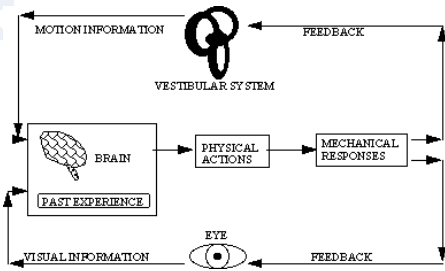 MOTION INFORMATION
FEEDBACK
VESTIBULAR SYSTEM
BRAIN
PAST EXPERIENCE
PHYSICAL
ACTIONS
MECHANICAL
RESPONSES
EYE
VISUAL INFORMATION
FEEDBACK